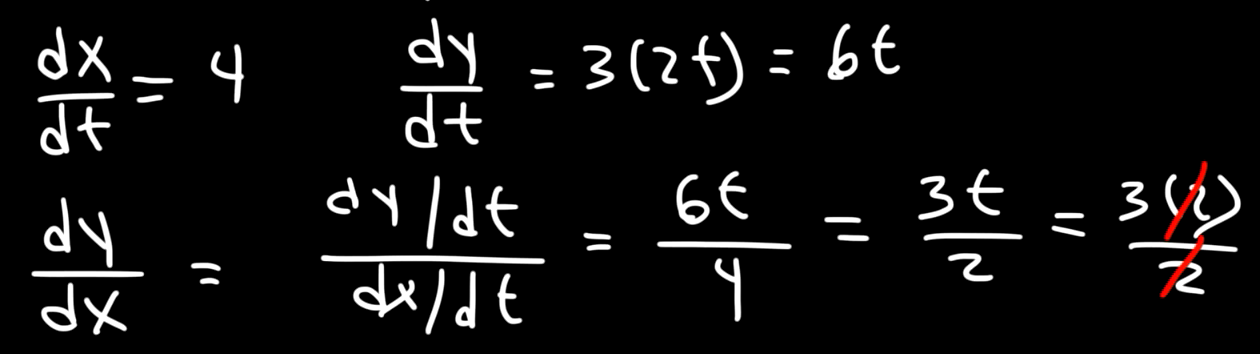 dx/dt = 4 dy/dt = 3(2t) = 6t
dy/dx = (dy/dt)/(dx/dt) = 6t/4 = 3t/2 = 3(2)/2